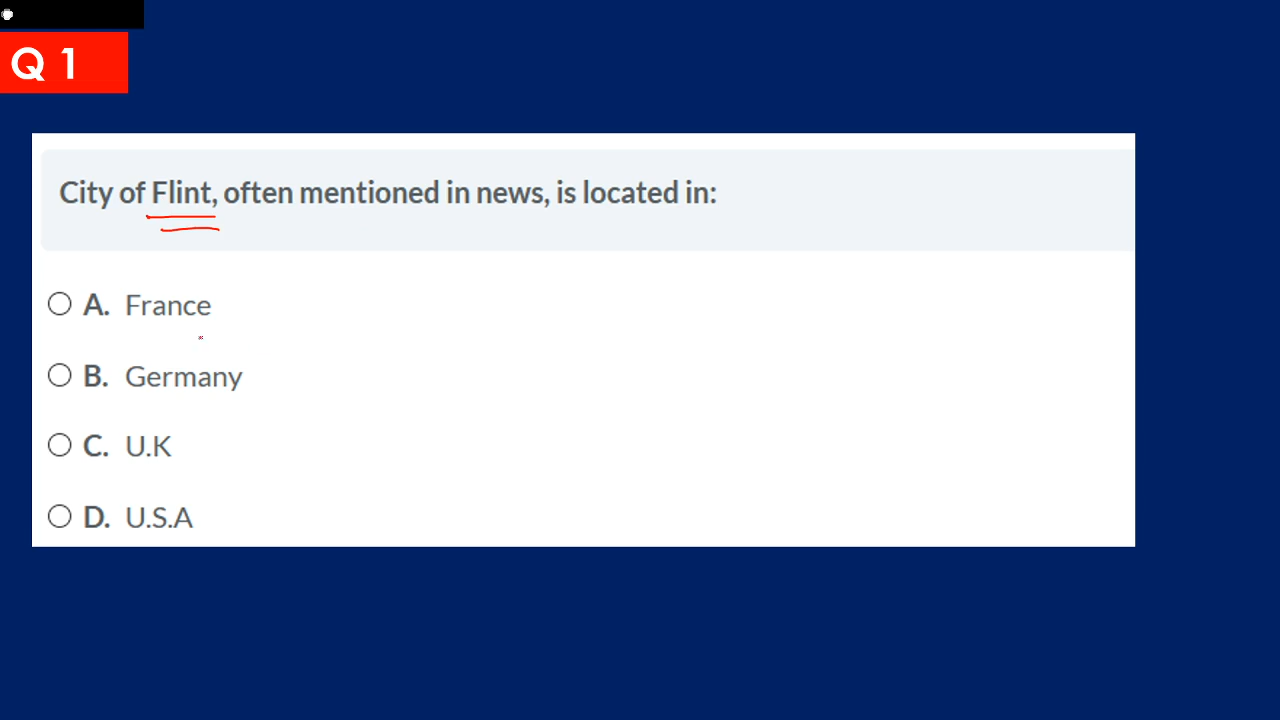 Q 1
City of Flint, often mentioned in news, is located in:
A. France
B. Germany
C. U.K
D. U.S.A